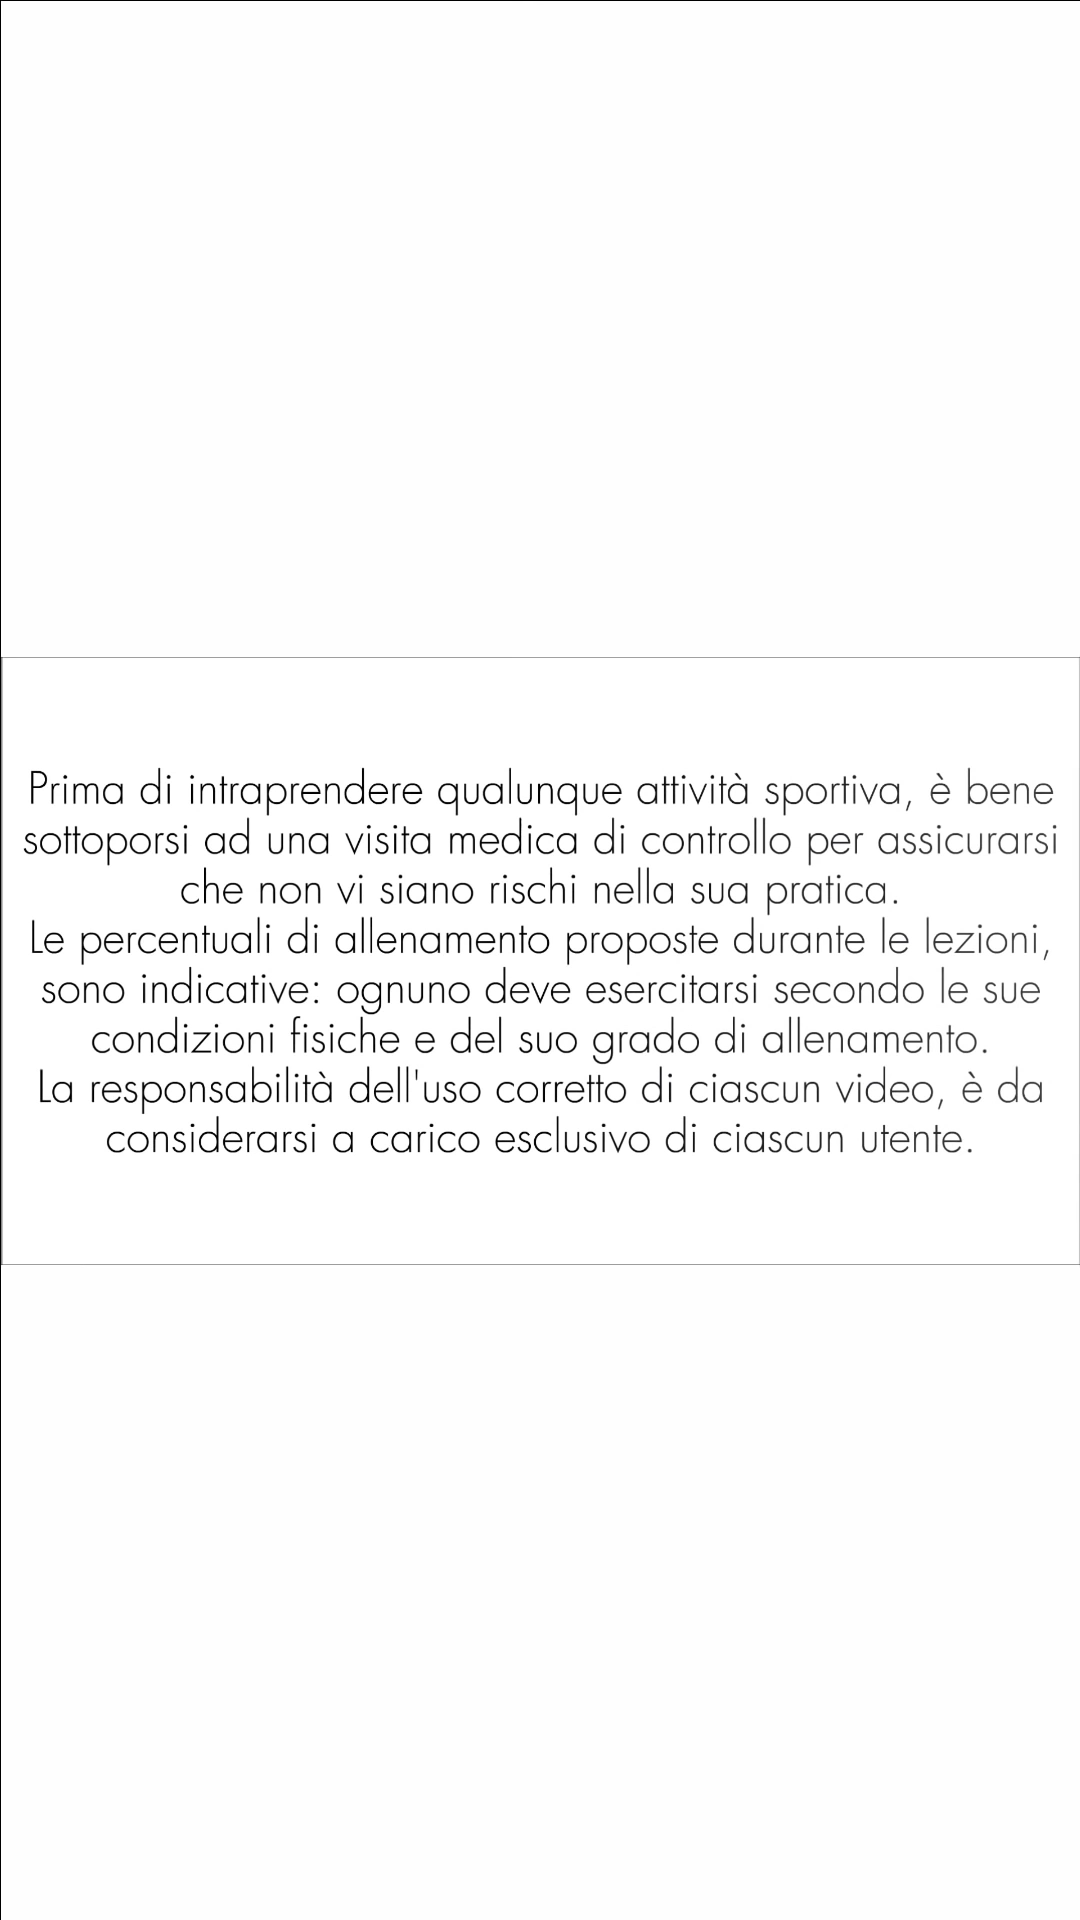 Prima di intraprendere qualunque attività sportiva, è bene
sottoporsi ad una visita medica di controllo per assicurarsi
che non vi siano rischi nella sua pratica.
Le percentuali di allenamento proposte durante le lezioni,
sono indicative: ognuno deve esercitarsi secondo le sue
condizioni fisiche e del suo grado di allenamento.
La responsabilità dell'uso corretto di ciascun video, è da
considerarsi a carico esclusivo di ciascun utente.